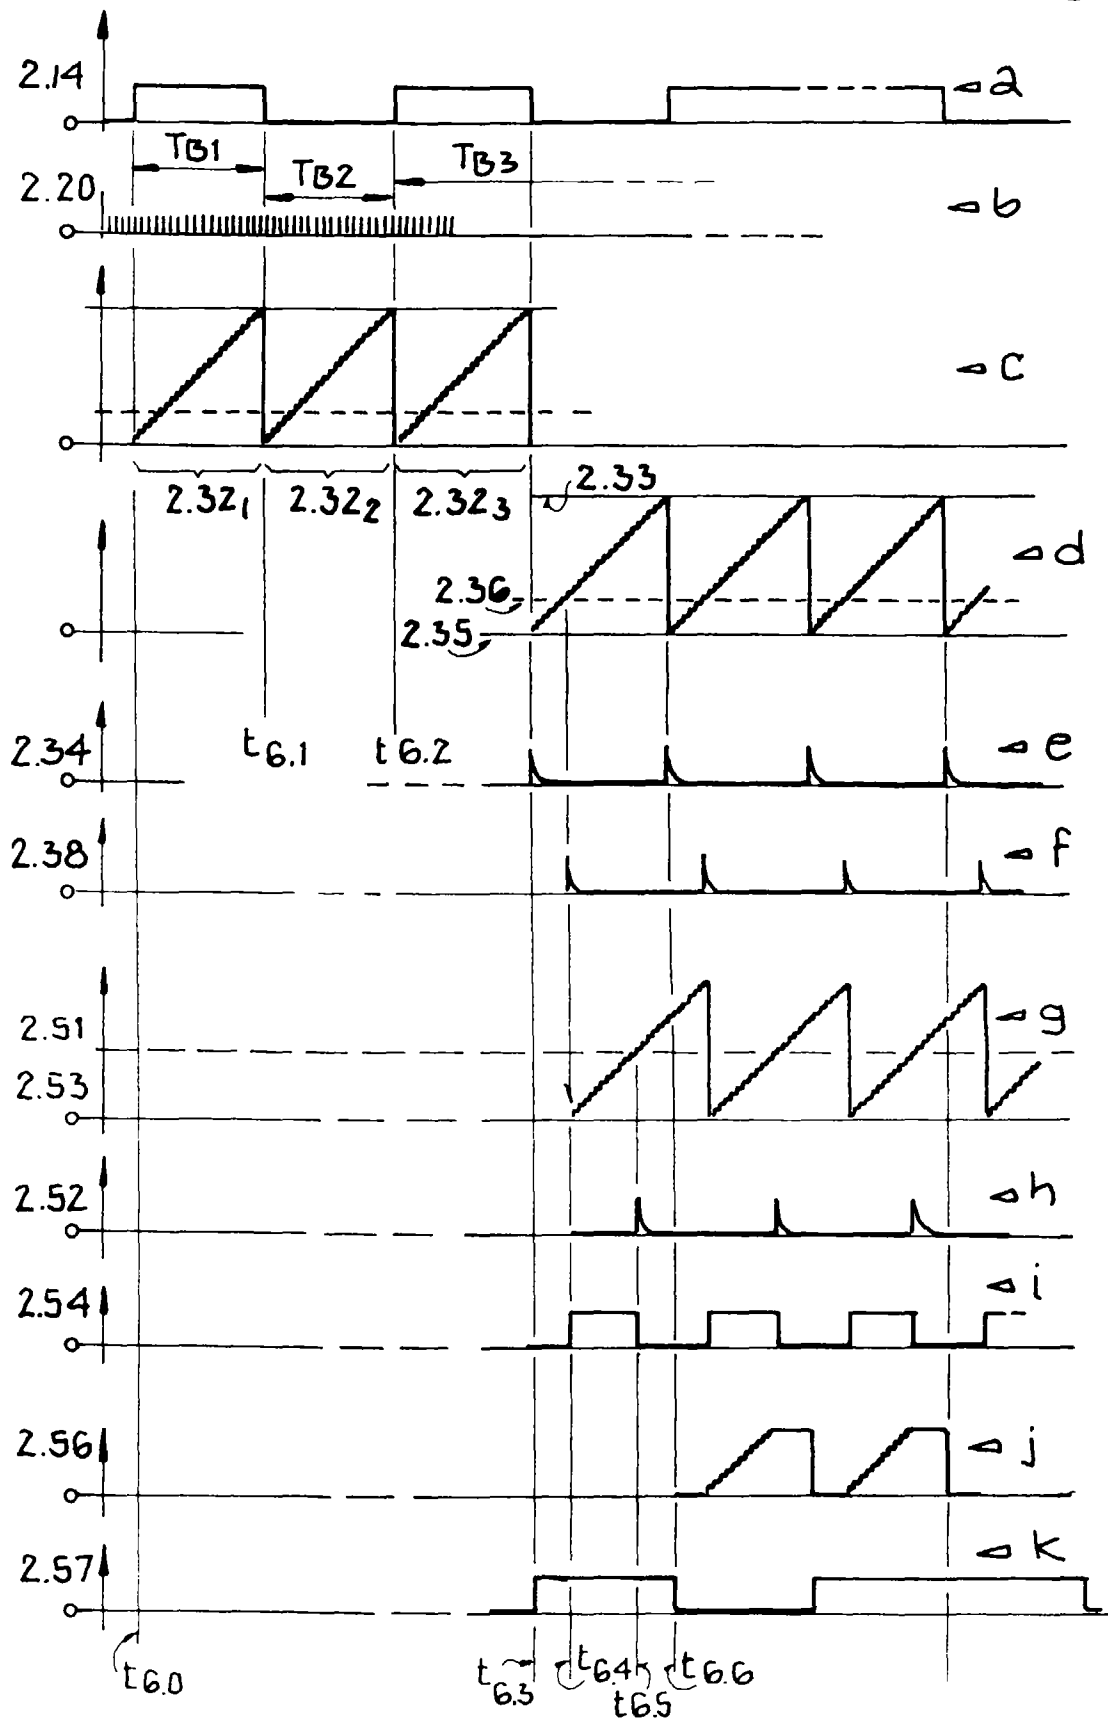 2.14
a
TB1
TB2
TB3
2.20
b
c
2.32₁
2.32₂
2.32₃
2.33
d
2.36
2.35
t6.1
t6.2
2.34
e
2.38
f
2.51
g
2.53
2.52
h
2.54
i
2.56
j
2.57
k
t6.0
t6.3
t6.4
t6.5
t6.6